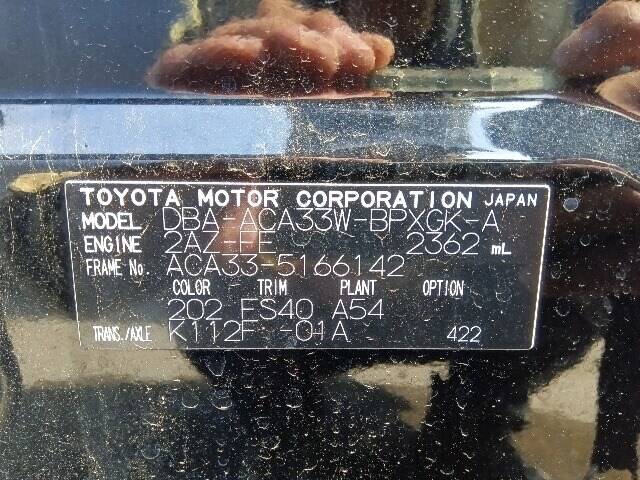 TOYOTA MOTOR CORPORATION JAPAN
MODEL DBA-ACA33W-BPXGK-A
ENGINE 2AZ-FE 2362 mL
FRAME No. ACA33-5166142
COLOR TRIM PLANT OPTION
202 FS40 A54
TRANS./AXLE K112F -01A 422